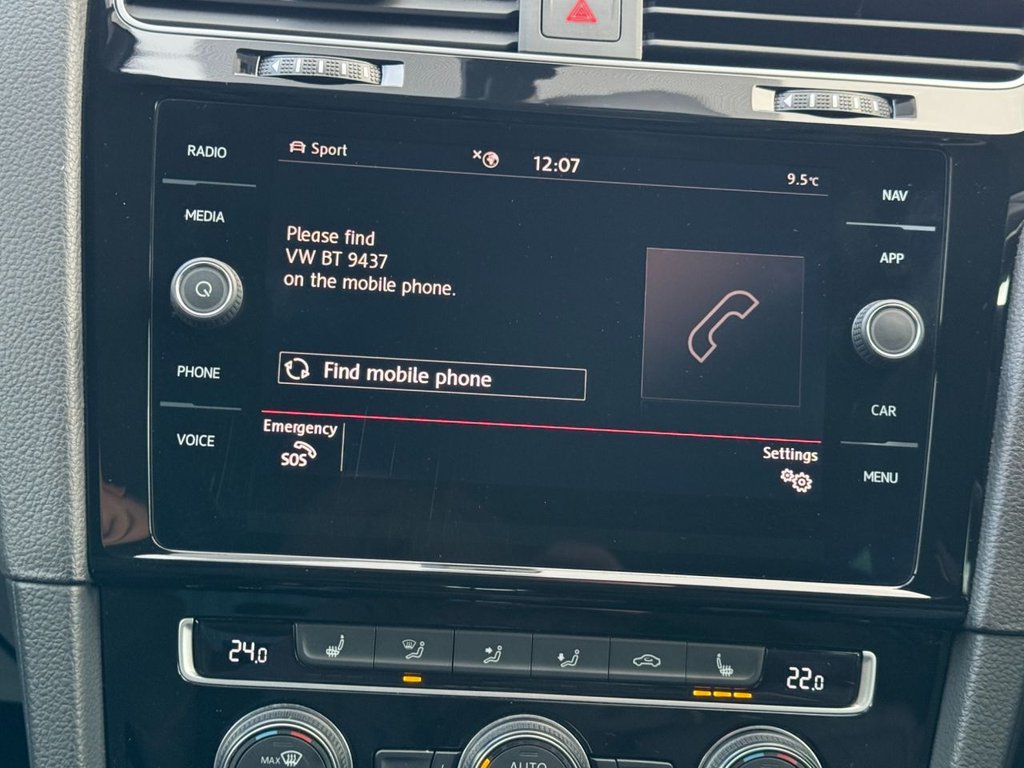 RADIO
MEDIA
PHONE
VOICE
Sport
12:07
9.5°C
Please find
VW BT 9437
on the mobile phone.
Find mobile phone
Emergency
SOS
Settings
NAV
APP
CAR
MENU
24.0
22.0
MAX
AUTO